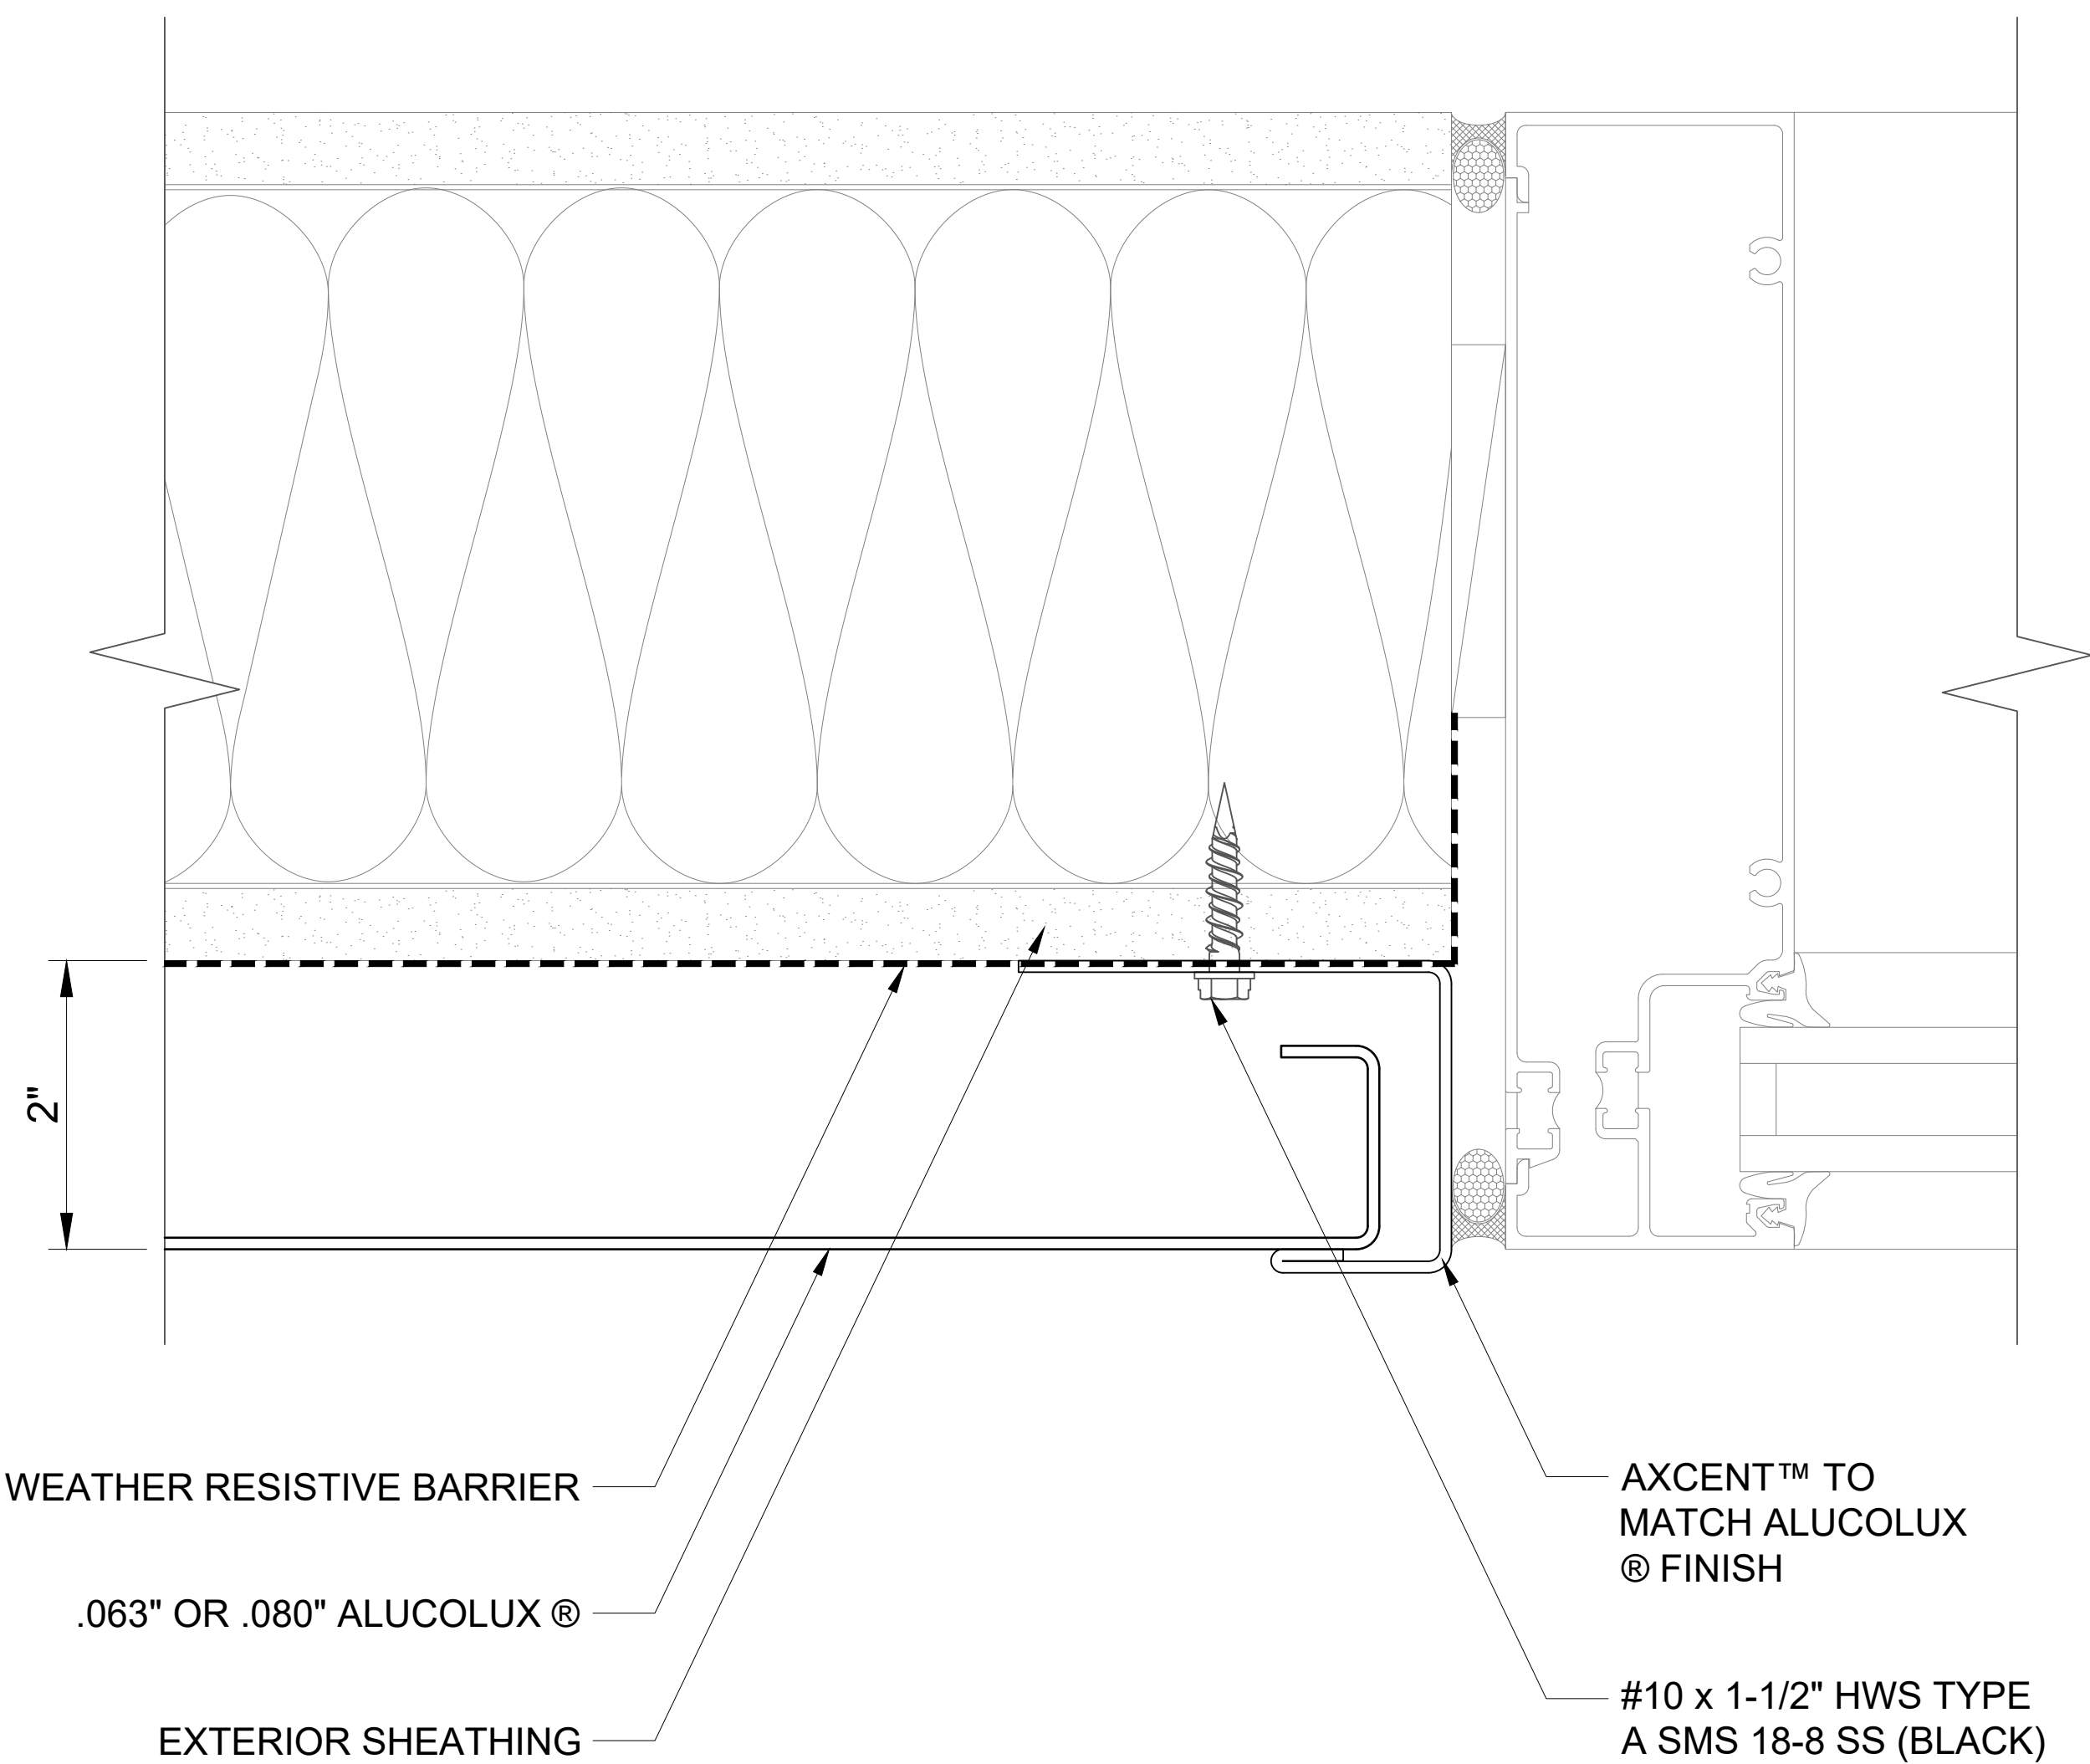 2"
WEATHER RESISTIVE BARRIER
.063" OR .080" ALUCOLUX ®
EXTERIOR SHEATHING
AXCENT™ TO
MATCH ALUCOLUX
® FINISH
#10 x 1-1/2" HWS TYPE
A SMS 18-8 SS (BLACK)